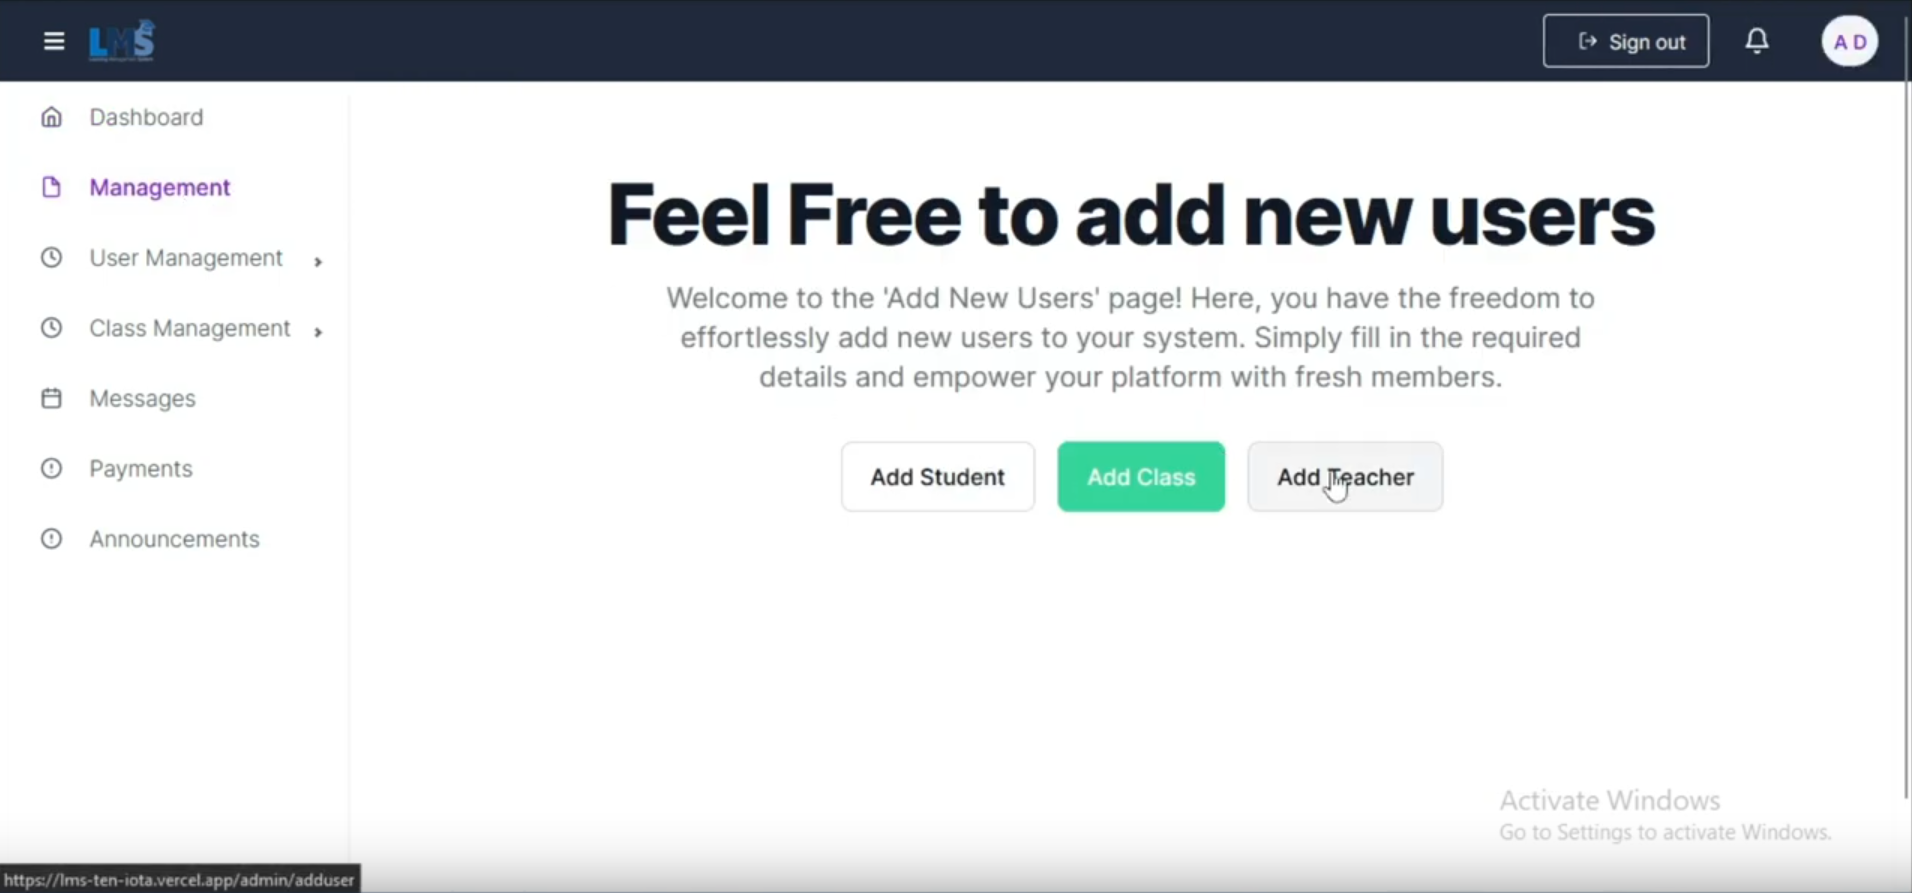 LMS
Sign out
A D
Dashboard
Management
User Management
Class Management
Messages
Payments
Announcements
Feel Free to add new users
Welcome to the 'Add New Users' page! Here, you have the freedom to
effortlessly add new users to your system. Simply fill in the required
details and empower your platform with fresh members.
Add Student
Add Class
Add Teacher
Activate Windows
Go to Settings to activate Windows.
https://lms-ten-iota.vercel.app/admin/adduser